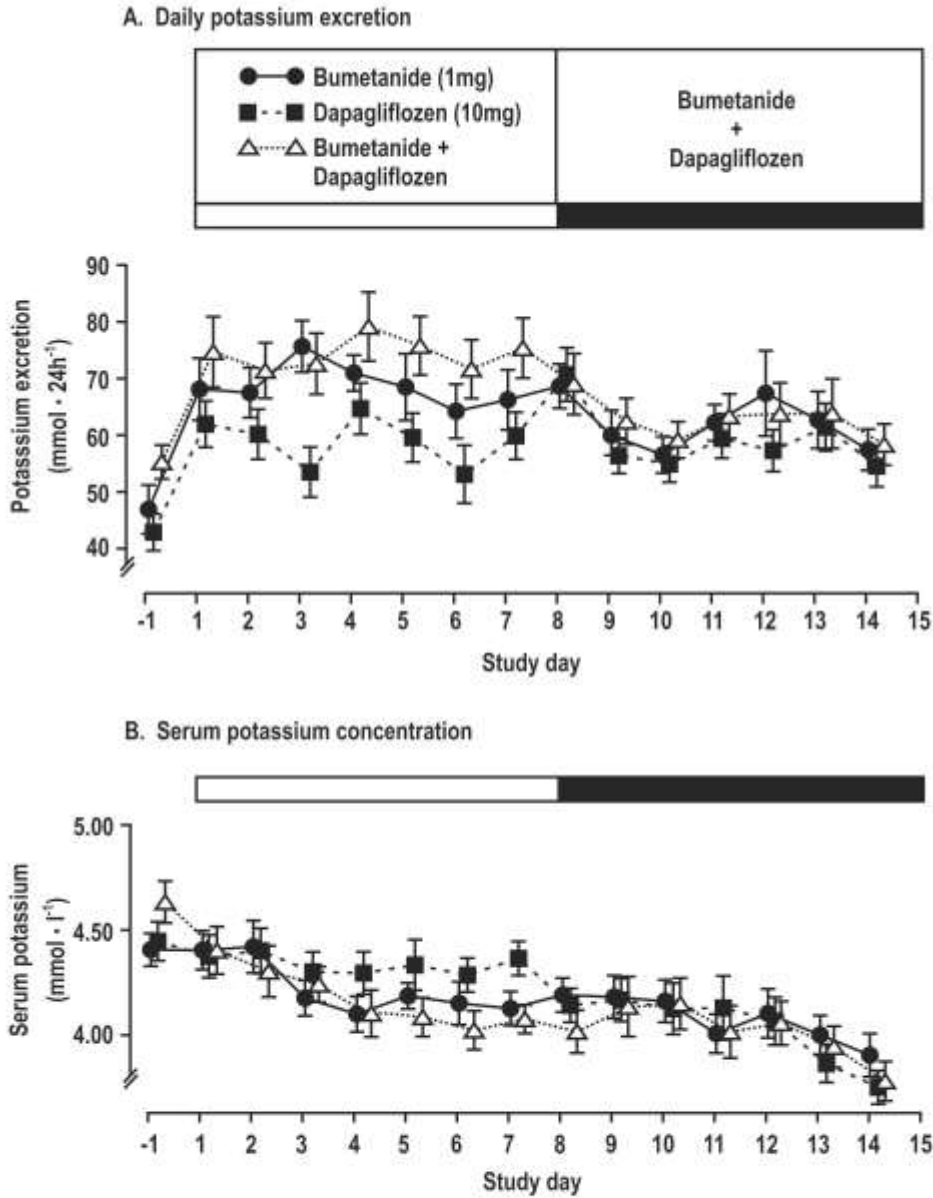 A. Daily potassium excretion
Bumetanide (1mg)
Dapagliflozen (10mg)
Bumetanide +
Dapagliflozen
Bumetanide
+
Dapagliflozen
Potasssium excretion
(mmol · 24h⁻¹)
90
80
70
60
50
40
-1 1 2 3 4 5 6 7 8 9 10 11 12 13 14 15
Study day
B. Serum potassium concentration
Serum potassium
(mmol · l⁻¹)
5.00
4.50
4.00
-1 1 2 3 4 5 6 7 8 9 10 11 12 13 14 15
Study day